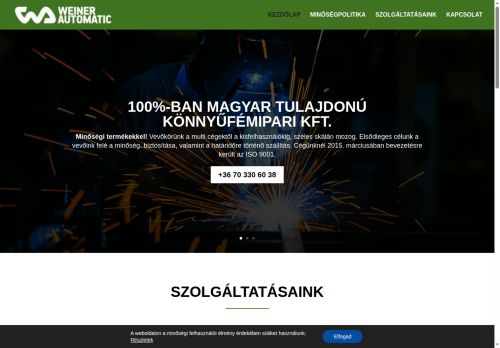 WEINER
AUTOMATIC
KEZDŐLAP MINŐSÉGPOLITIKA SZOLGÁLTATÁSAINK KAPCSOLAT
100%-BAN MAGYAR TULAJDONÚ
KÖNNYŰFÉMIPARI KFT.
Minőségi termékekkel! Vevőkörünk a multi cégektől a kisfelhasználókig, széles skálán mozog. Elsődleges célunk a
vevőink felé a minőség, biztosítása, valamint a határidőre történő szállítás. Cégünknél 2015. márciusában bevezetésre
került az ISO 9001.
+36 70 330 60 38
SZOLGÁLTATÁSAINK
A weboldalon a minőségi felhasználói élmény érdekében sütiket használunk.
Részletek
Elfogad